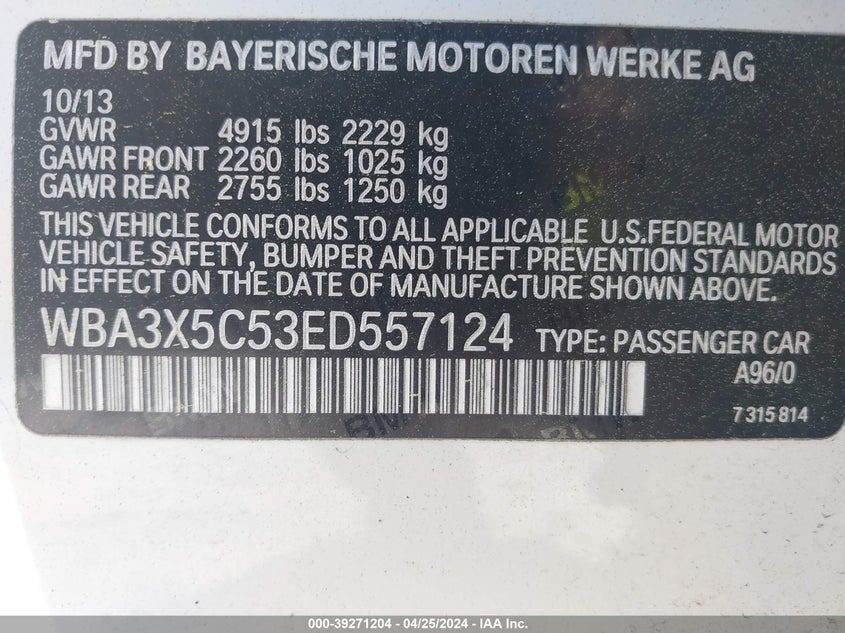 MFD BY BAYERISCHE MOTOREN WERKE AG
10/13
GVWR 4915 lbs 2229 kg
GAWR FRONT 2260 lbs 1025 kg
GAWR REAR 2755 lbs 1250 kg
THIS VEHICLE CONFORMS TO ALL APPLICABLE U.S.FEDERAL MOTOR
VEHICLE SAFETY, BUMPER AND THEFT PREVENTION STANDARDS
IN EFFECT ON THE DATE OF MANUFACTURE SHOWN ABOVE.
WBA3X5C53ED557124 TYPE: PASSENGER CAR
A96/0
7 315 814
000-39271204 - 04/25/2024 - IAA Inc.